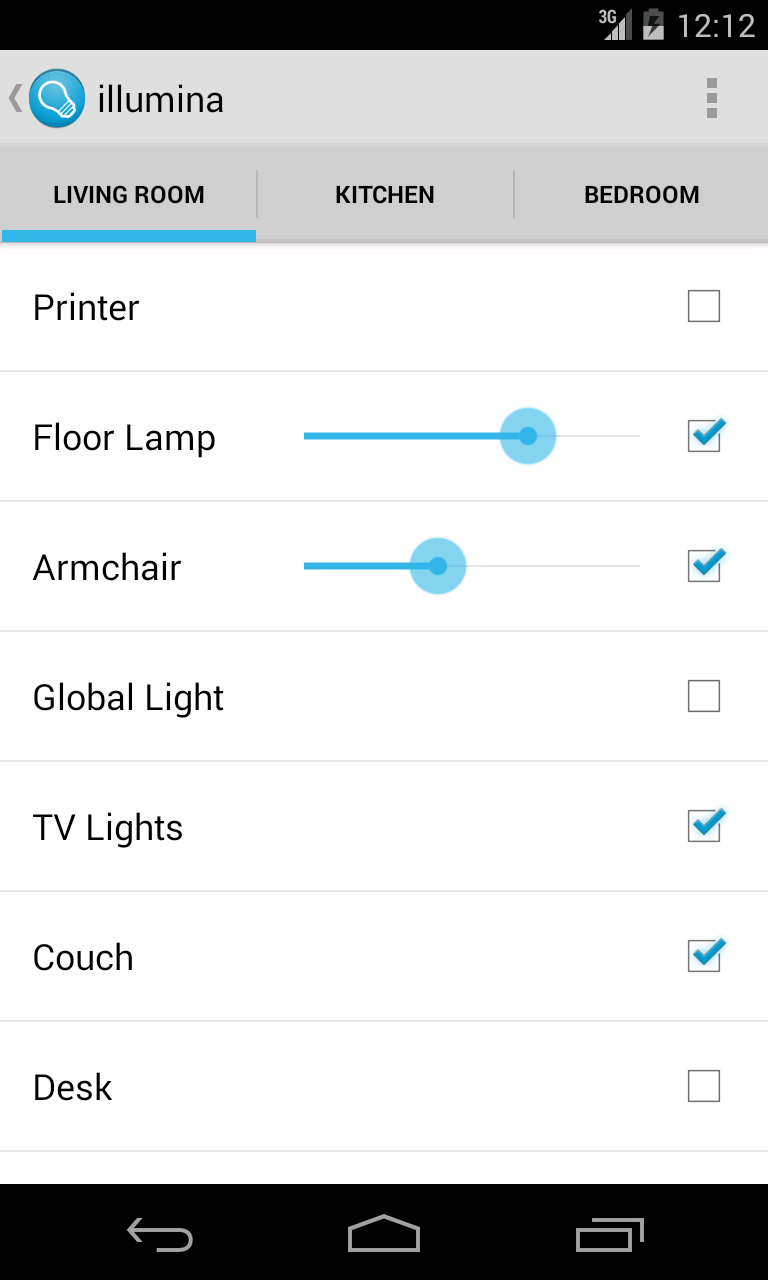 3G 12:12
illumina
LIVING ROOM KITCHEN BEDROOM
Printer
Floor Lamp
Armchair
Global Light
TV Lights
Couch
Desk